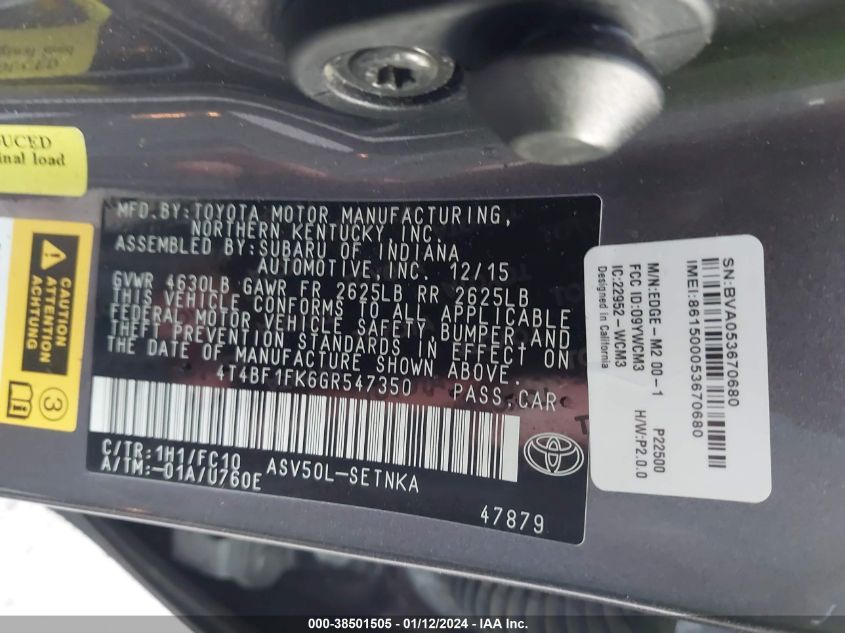 UCED
inal load
CAUTION
ATTENTION
ACHTUNG
3
MFD.BY:TOYOTA MOTOR MANUFACTURING,
NORTHERN KENTUCKY INC.
ASSEMBLED BY:SUBARU OF INDIANA
AUTOMOTIVE,INC. 12/15
GVWR 4630LB GAWR FR 2625LB RR 2625LB
THIS VEHICLE CONFORMS TO ALL APPLICABLE
FEDERAL MOTOR VEHICLE SAFETY,BUMPER,AND
THEFT PREVENTION STANDARDS IN EFFECT ON
THE DATE OF MANUFACTURE SHOWN ABOVE.
4T4BF1FK6GR547350 PASS.CAR
C/TR:1H1/FC10 ASV50L-SETNKA
A/TM:-01A/U760E
47879
SN:BVA053670680
IMEI:861500053670680
M/N:EDGE-M2 00-1 P22500
FCC ID:O9YWCM3 H/W:P2.0.0
IC:22952-WCM3
Designed in California
000-38501505 - 01/12/2024 - IAA Inc.